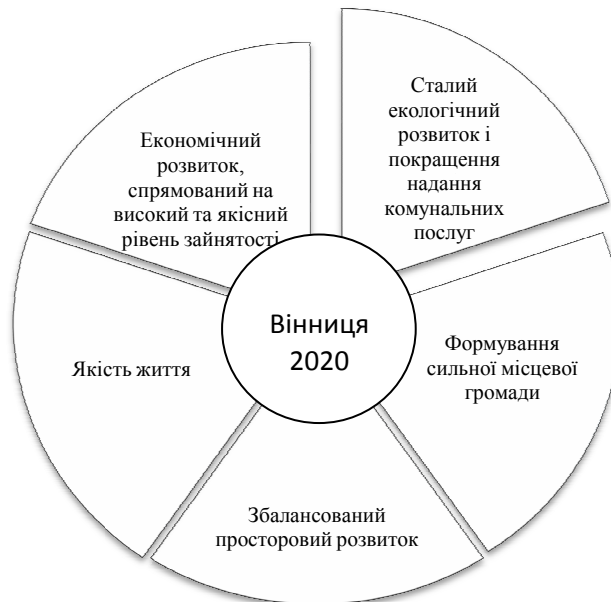 Сталий
екологічний
розвиток і
покращення
надання
комунальних
послуг
Економічний
розвиток,
спрямований на
високий та якісний
рівень зайнятості
Вінниця
2020
Формування
сильної місцевої
громади
Якість життя
Збалансований
просторовий розвиток